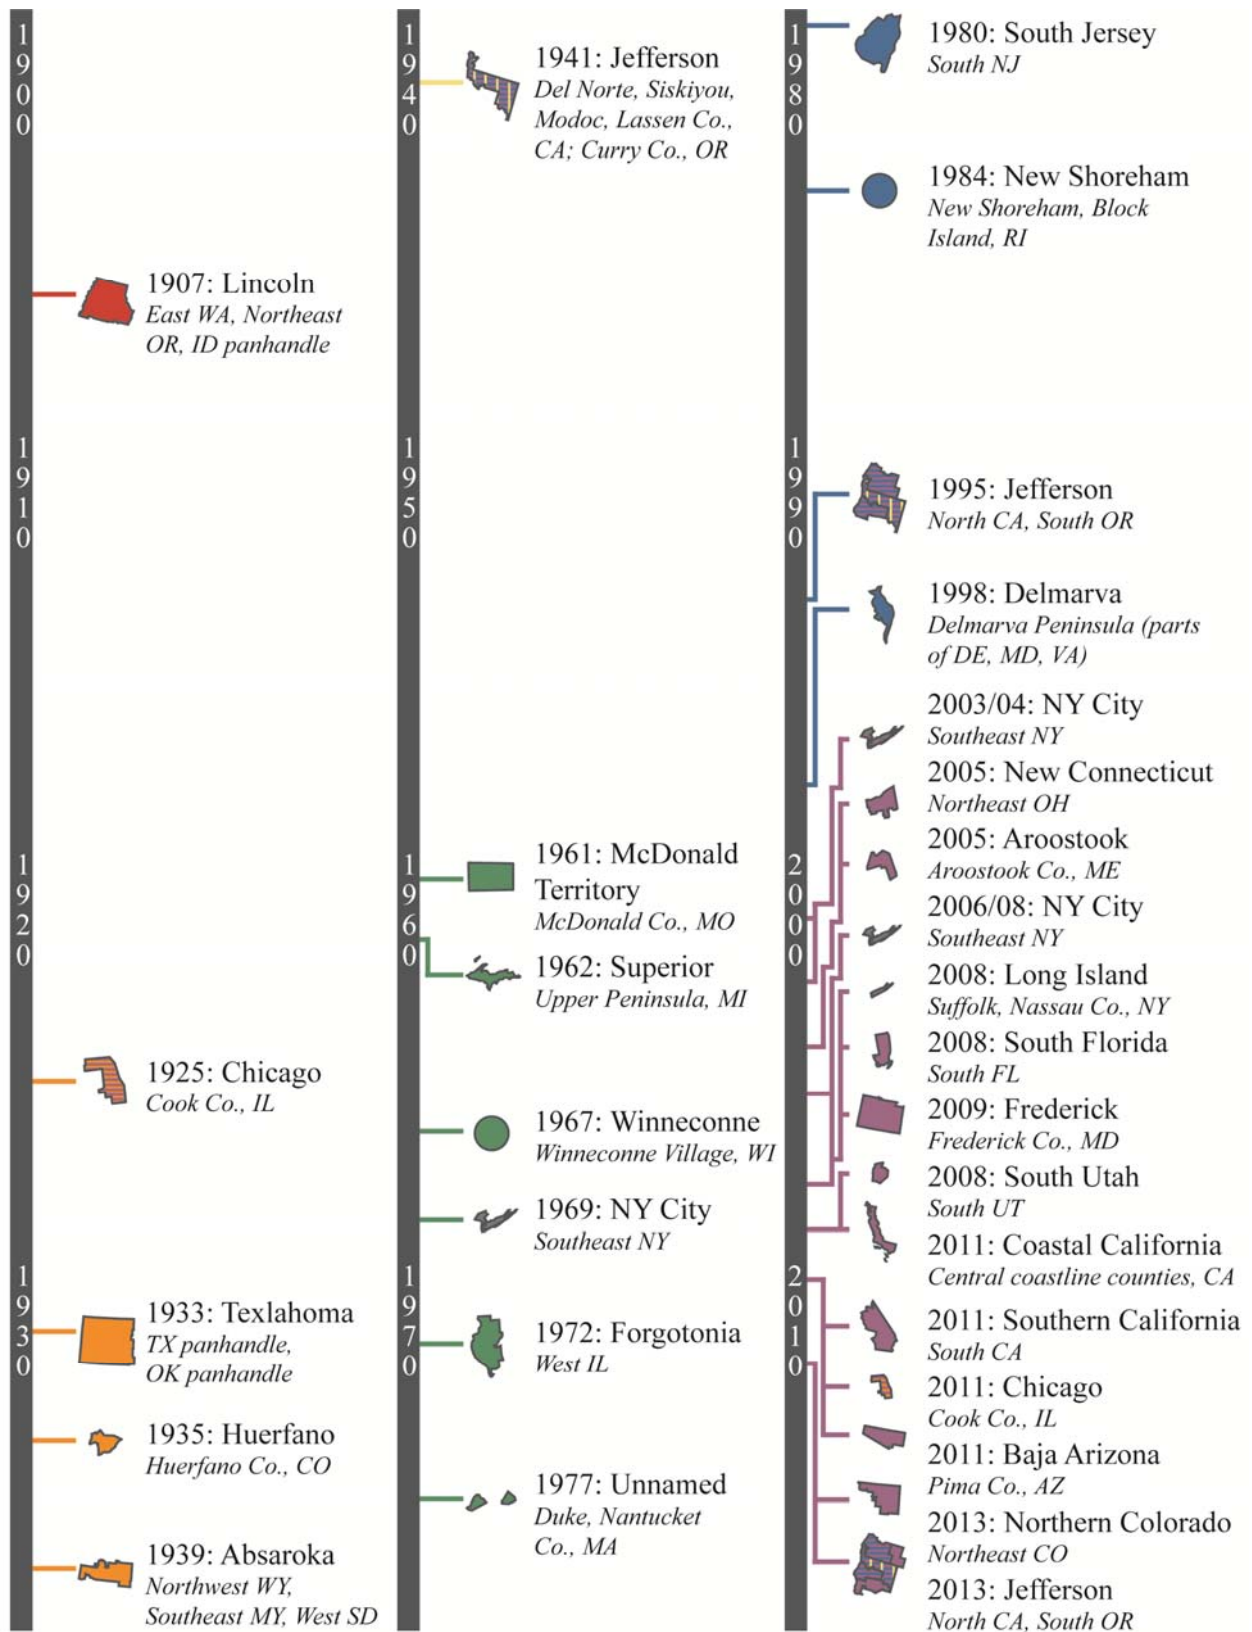 1900
1907: Lincoln
East WA, Northeast
OR, ID panhandle
1910
1920
1925: Chicago
Cook Co., IL
1930
1933: Texlahoma
TX panhandle,
OK panhandle
1935: Huerfano
Huerfano Co., CO
1939: Absaroka
Northwest WY,
Southeast MY, West SD
1940
1941: Jefferson
Del Norte, Siskiyou,
Modoc, Lassen Co.,
CA; Curry Co., OR
1950
1960
1961: McDonald
Territory
McDonald Co., MO
1962: Superior
Upper Peninsula, MI
1967: Winneconne
Winneconne Village, WI
1969: NY City
Southeast NY
1970
1972: Forgotonia
West IL
1977: Unnamed
Duke, Nantucket
Co., MA
1980
1980: South Jersey
South NJ
1984: New Shoreham
New Shoreham, Block
Island, RI
1990
1995: Jefferson
North CA, South OR
1998: Delmarva
Delmarva Peninsula (parts
of DE, MD, VA)
2000
2003/04: NY City
Southeast NY
2005: New Connecticut
Northeast OH
2005: Aroostook
Aroostook Co., ME
2006/08: NY City
Southeast NY
2008: Long Island
Suffolk, Nassau Co., NY
2008: South Florida
South FL
2009: Frederick
Frederick Co., MD
2008: South Utah
South UT
2011: Coastal California
Central coastline counties, CA
2010
2011: Southern California
South CA
2011: Chicago
Cook Co., IL
2011: Baja Arizona
Pima Co., AZ
2013: Northern Colorado
Northeast CO
2013: Jefferson
North CA, South OR